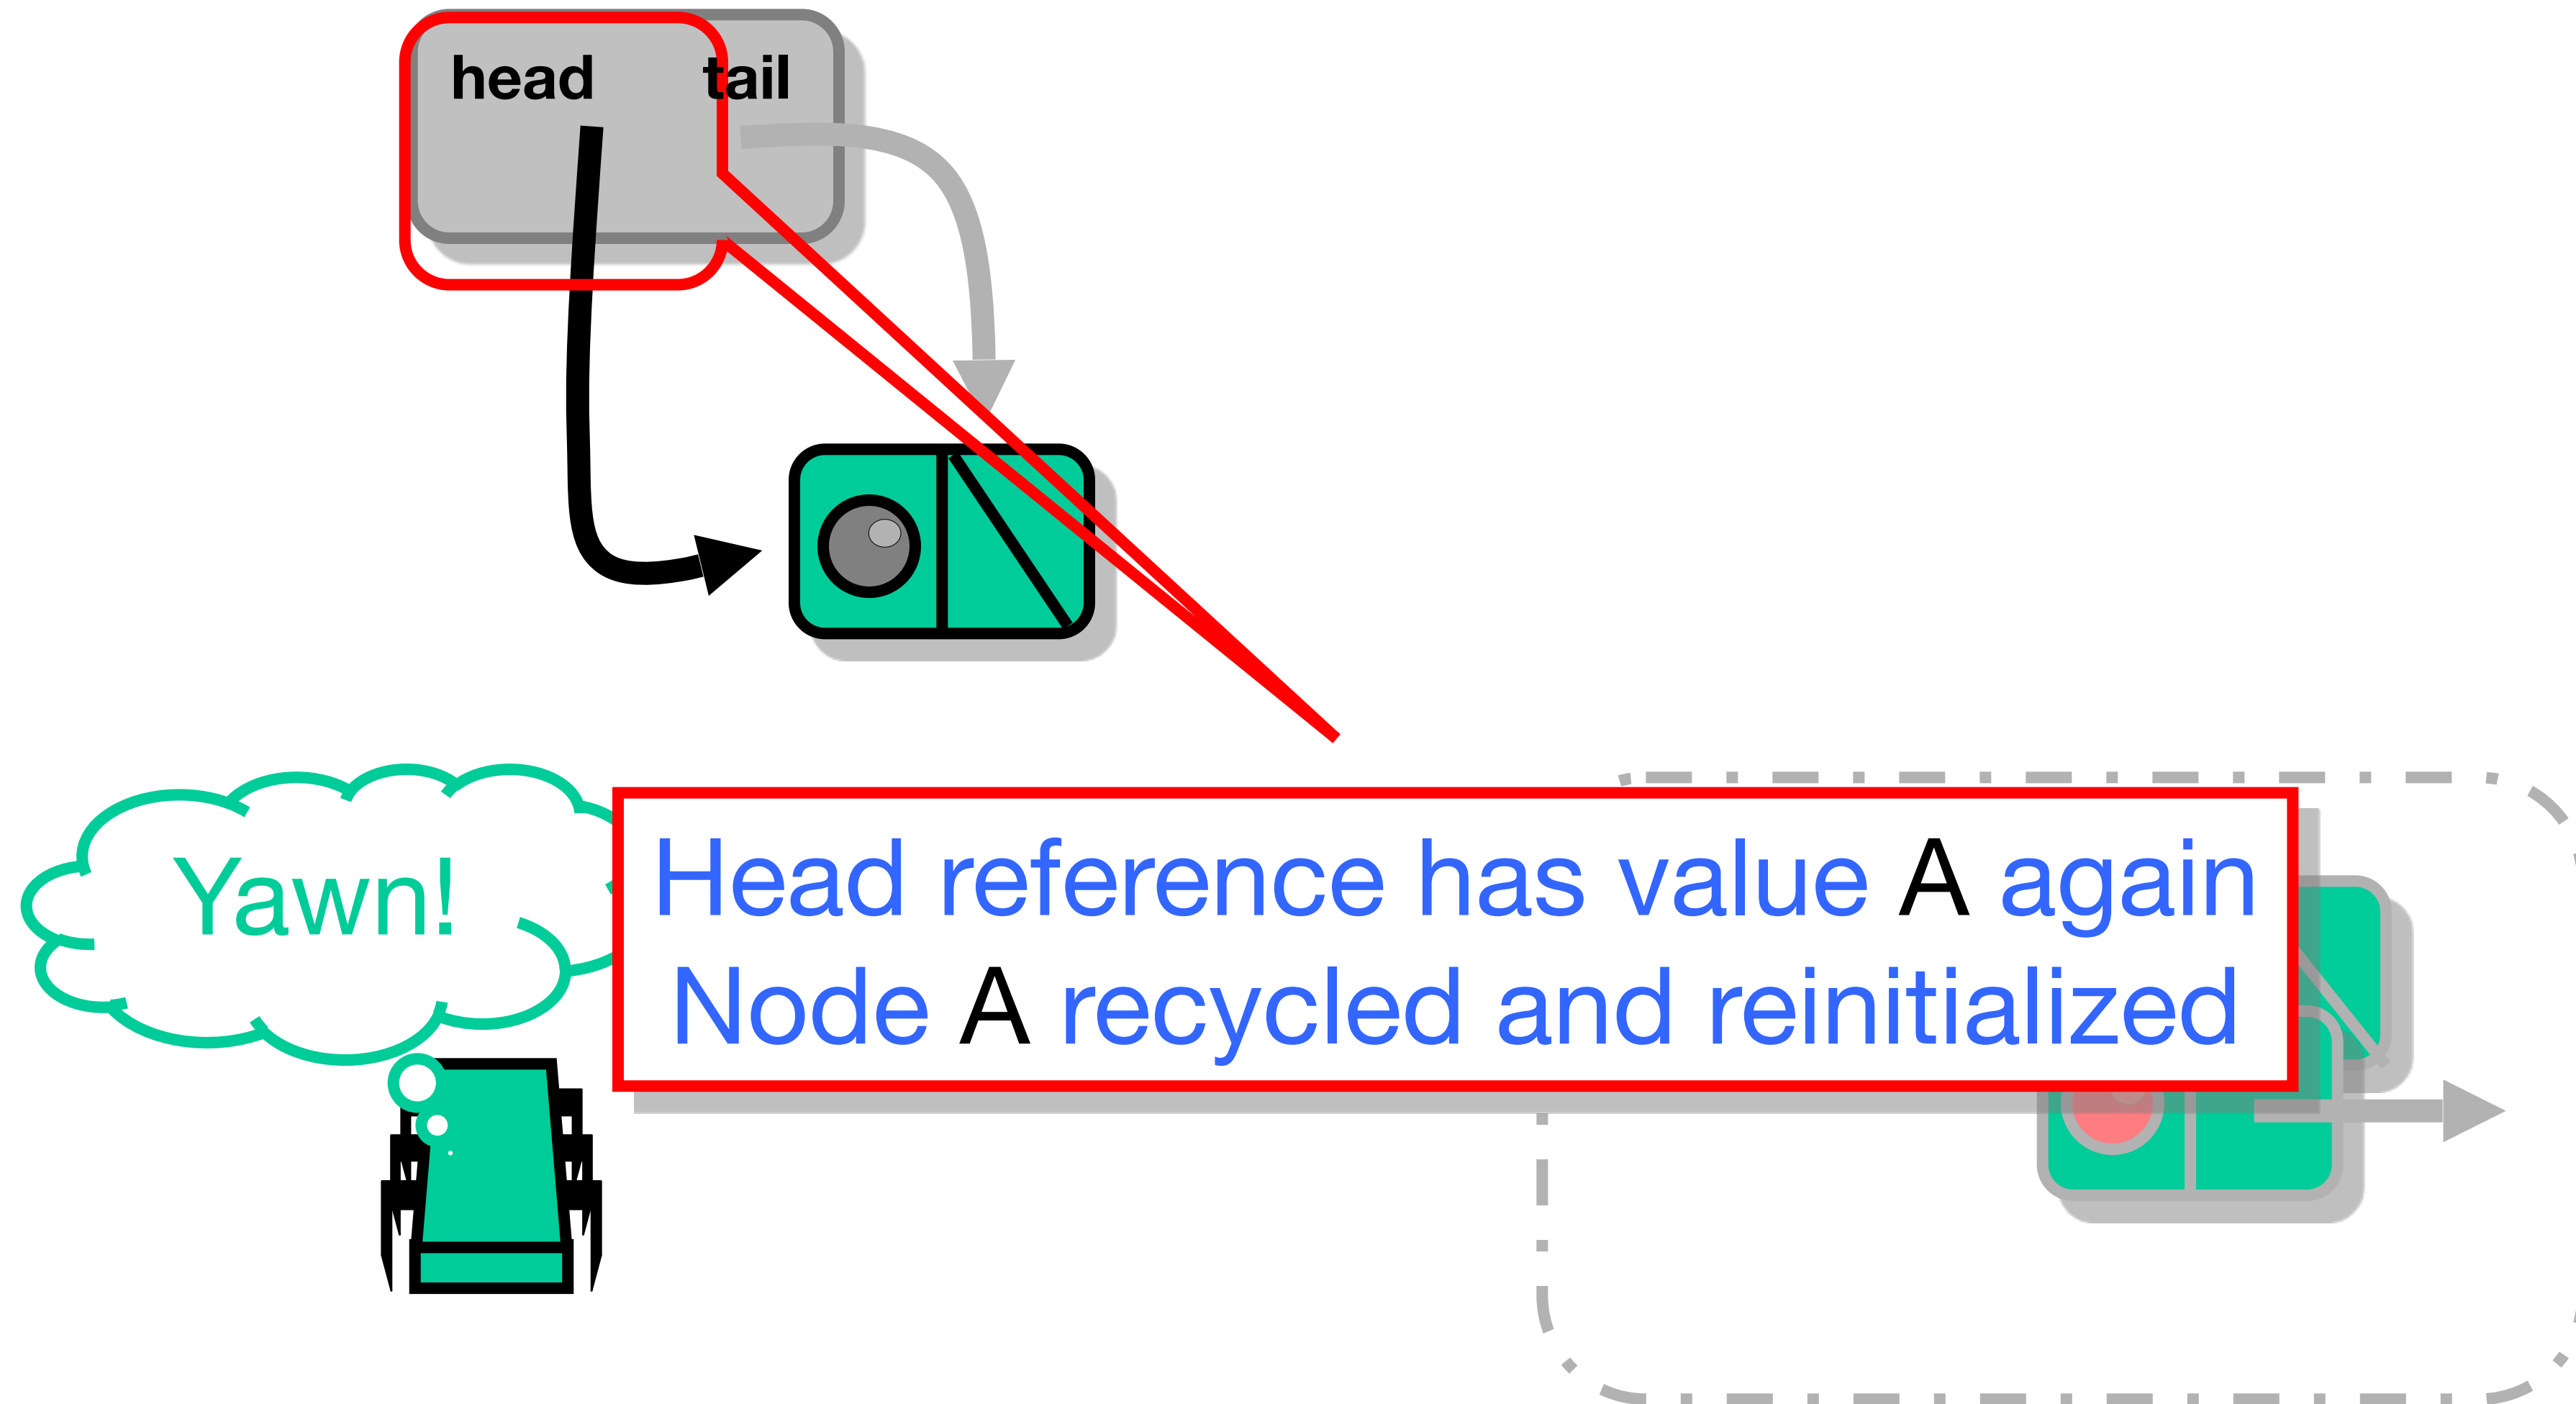 head tail
Yawn!
Head reference has value A again
Node A recycled and reinitialized